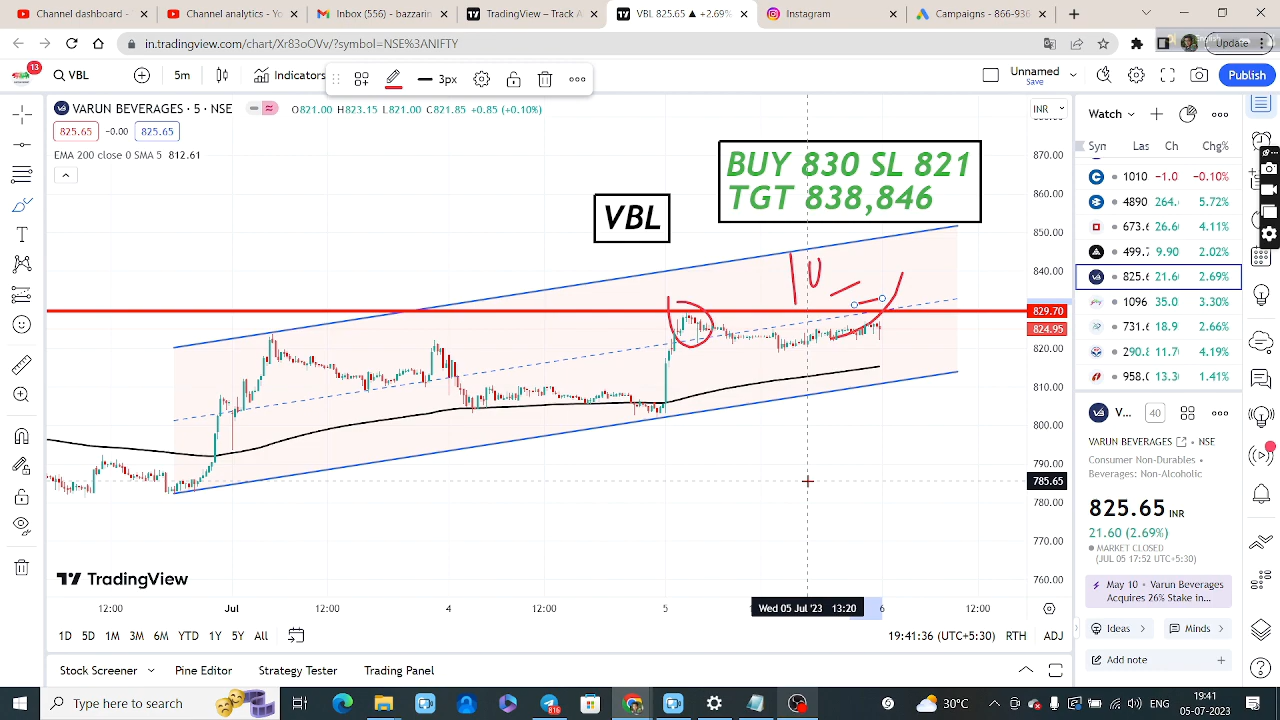 Channel dashboard - Yo
Channel content - YouT
Gmail
(50) - bazzarin
TradingView – Track Al
VBL 825.65 ▲ +2.69%
Instagram
Campaigns - 866-936
in.tradingview.com/chart/Xr83oOVv/?symbol=NSE%3ANIFTY
Update
13
VBL
5m
Indicators
3px
Unnamed
Save
Publish
VARUN BEVERAGES · 5 · NSE
O821.00 H823.15 L821.00 C821.85 +0.85 (+0.10%)
825.65
-0.00
825.65
EMA 200 close 0 SMA 5 812.61
VBL
BUY 830 SL 821
TGT 838,846
INR
870.00
860.00
850.00
840.00
829.70
824.95
820.00
810.00
800.00
790.00
785.65
780.00
770.00
760.00
TradingView
12:00
Jul
12:00
4
12:00
5
Wed 05 Jul '23 13:20
6
12:00
1D 5D 1M 3M 6M YTD 1Y 5Y All
19:41:36 (UTC+5:30)
RTH
ADJ
Stock Screener
Pine Editor
Strategy Tester
Trading Panel
Watch
Syn Las Ch Chg%
1010 -1.0 -0.10%
4890 264. 5.72%
673.6 26.6 4.11%
499.7 9.90 2.02%
825.6 21.6 2.69%
1096 35.0 3.30%
731.6 18.9 2.66%
290.8 11.7 4.19%
958.0 13.3 1.41%
V...
40
VARUN BEVERAGES · NSE
Consumer Non-Durables •
Beverages: Non-Alcoholic
825.65 INR
21.60 (2.69%)
MARKET CLOSED
(JUL 05 17:52 UTC+5:30)
May 10 • Varun Beverages
Acquires 26% Stake in...
Ideas
Minds
Add note
Type here to search
816
30°C
ENG
19:41
05-07-2023